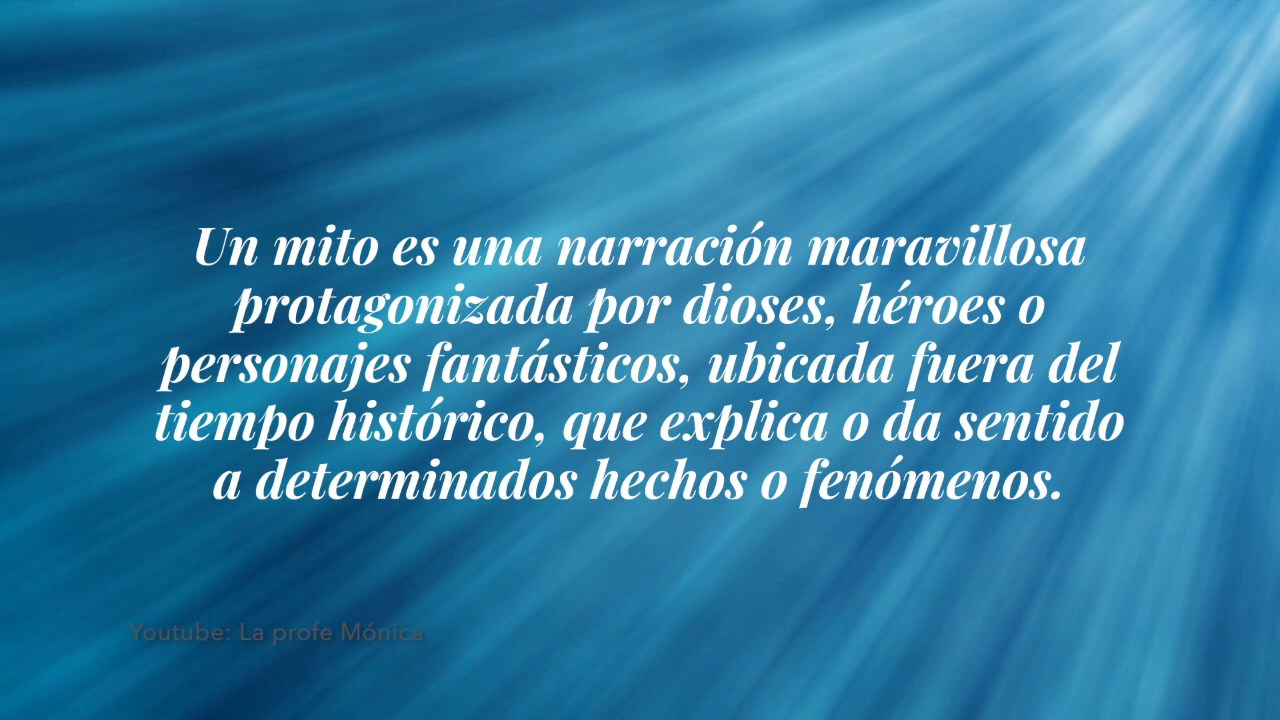 Un mito es una narración maravillosa
protagonizada por dioses, héroes o
personajes fantásticos, ubicada fuera del
tiempo histórico, que explica o da sentido
a determinados hechos o fenómenos.
Youtube: La profe Mónica